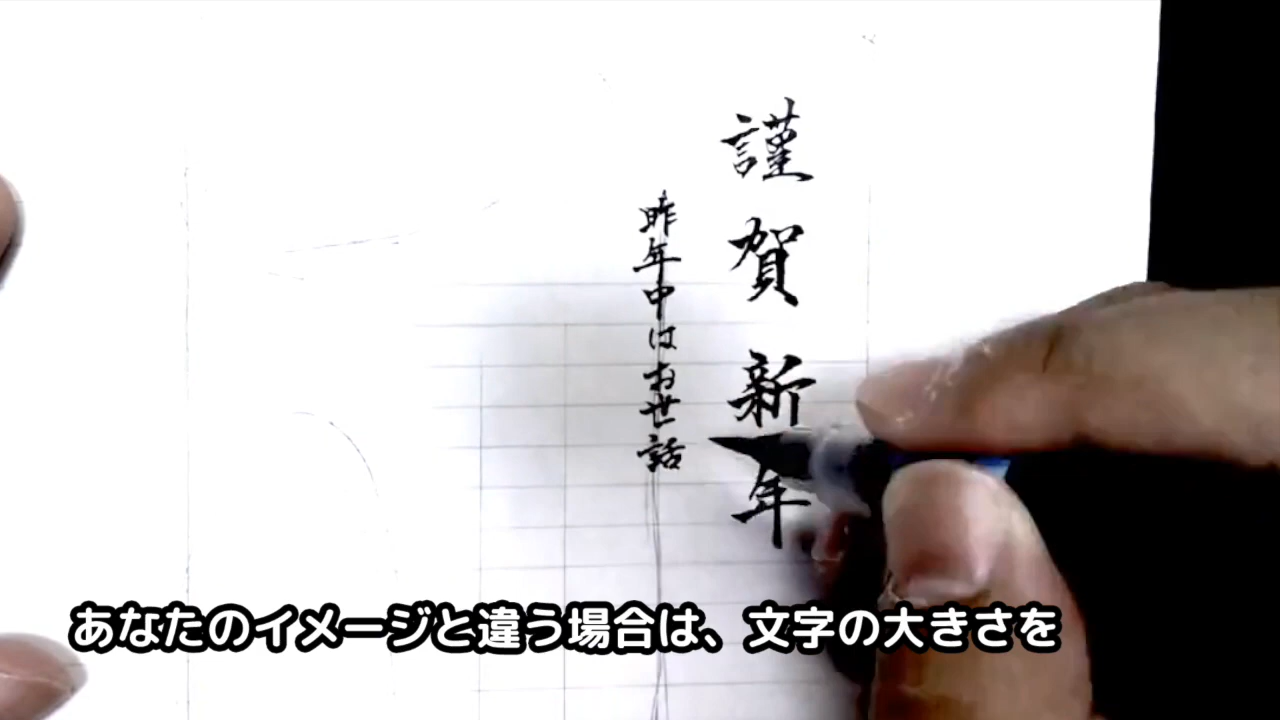 謹賀新年
昨年中はお世話
あなたのイメージと違う場合は、文字の大きさを